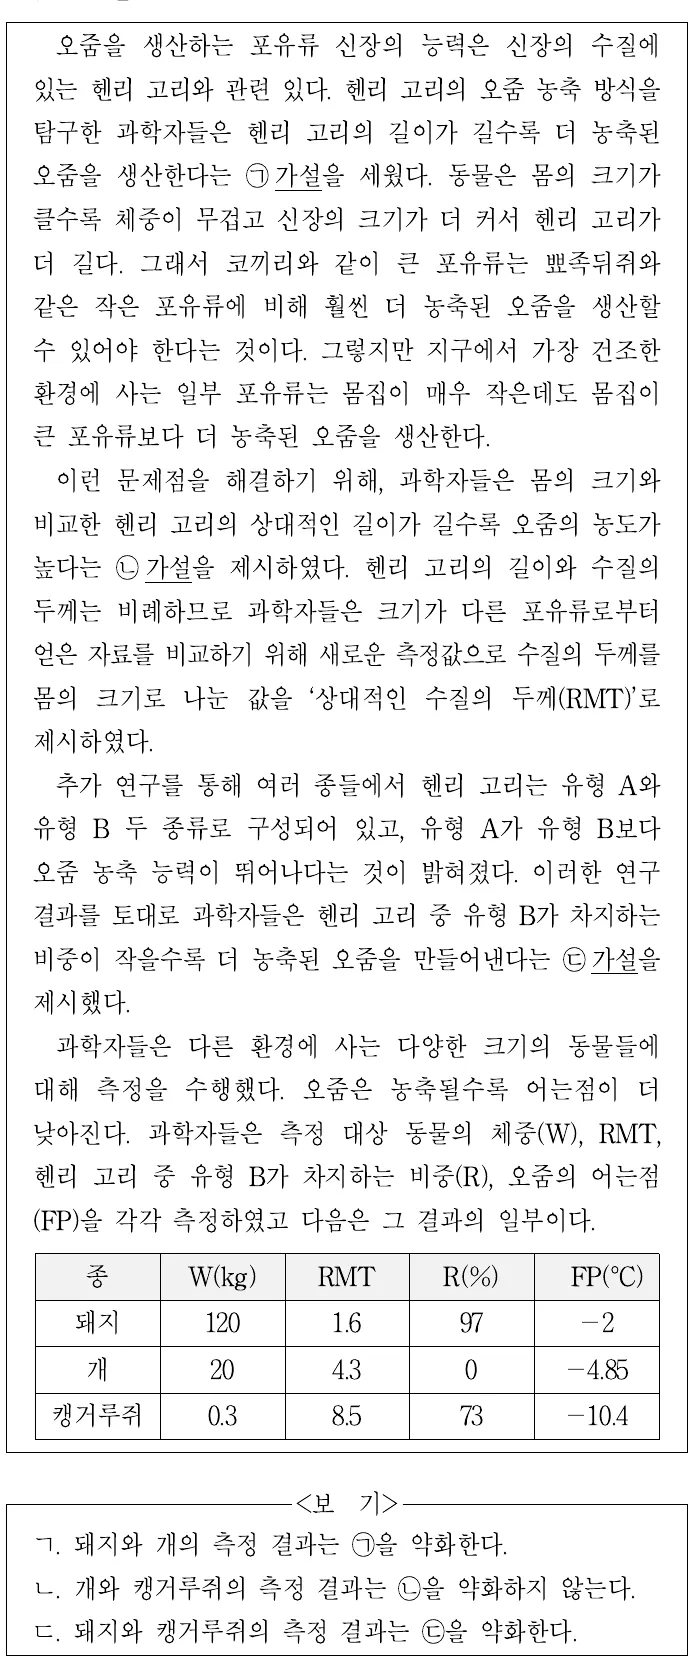 오줌을 생산하는 포유류 신장의 능력은 신장의 수질에
있는 헨리 고리와 관련 있다. 헨리 고리의 오줌 농축 방식을
탐구한 과학자들은 헨리 고리의 길이가 길수록 더 농축된
오줌을 생산한다는 ㉠가설을 세웠다. 동물은 몸의 크기가
클수록 체중이 무겁고 신장의 크기가 더 커서 헨리 고리가
더 길다. 그래서 코끼리와 같이 큰 포유류는 뾰족뒤쥐와
같은 작은 포유류에 비해 훨씬 더 농축된 오줌을 생산할
수 있어야 한다는 것이다. 그렇지만 지구에서 가장 건조한
환경에 사는 일부 포유류는 몸집이 매우 작은데도 몸집이
큰 포유류보다 더 농축된 오줌을 생산한다.
이런 문제점을 해결하기 위해, 과학자들은 몸의 크기와
비교한 헨리 고리의 상대적인 길이가 길수록 오줌의 농도가
높다는 ㉡가설을 제시하였다. 헨리 고리의 길이와 수질의
두께는 비례하므로 과학자들은 크기가 다른 포유류로부터
얻은 자료를 비교하기 위해 새로운 측정값으로 수질의 두께를
몸의 크기로 나눈 값을 ‘상대적인 수질의 두께(RMT)’로
제시하였다.
추가 연구를 통해 여러 종들에서 헨리 고리는 유형 A와
유형 B 두 종류로 구성되어 있고, 유형 A가 유형 B보다
오줌 농축 능력이 뛰어나다는 것이 밝혀졌다. 이러한 연구
결과를 토대로 과학자들은 헨리 고리 중 유형 B가 차지하는
비중이 작을수록 더 농축된 오줌을 만들어낸다는 ㉢가설을
제시했다.
과학자들은 다른 환경에 사는 다양한 크기의 동물들에
대해 측정을 수행했다. 오줌은 농축될수록 어는점이 더
낮아진다. 과학자들은 측정 대상 동물의 체중(W), RMT,
헨리 고리 중 유형 B가 차지하는 비중(R), 오줌의 어는점
(FP)을 각각 측정하였고 다음은 그 결과의 일부이다.
종 W(kg) RMT R(%) FP(℃)
돼지 120 1.6 97 −2
개 20 4.3 0 −4.85
캥거루쥐 0.3 8.5 73 −10.4
<보 기>
ㄱ. 돼지와 개의 측정 결과는 ㉠을 약화한다.
ㄴ. 개와 캥거루쥐의 측정 결과는 ㉡을 약화하지 않는다.
ㄷ. 돼지와 캥거루쥐의 측정 결과는 ㉢을 약화한다.